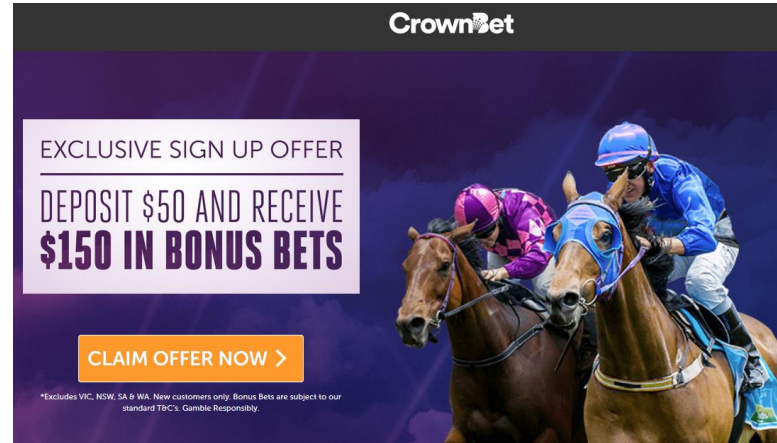 CrownBet
EXCLUSIVE SIGN UP OFFER
DEPOSIT $50 AND RECEIVE
$150 IN BONUS BETS
CLAIM OFFER NOW >
*Excludes VIC, NSW, SA & WA. New customers only. Bonus Bets are subject to our
standard T&C's. Gamble Responsibly.